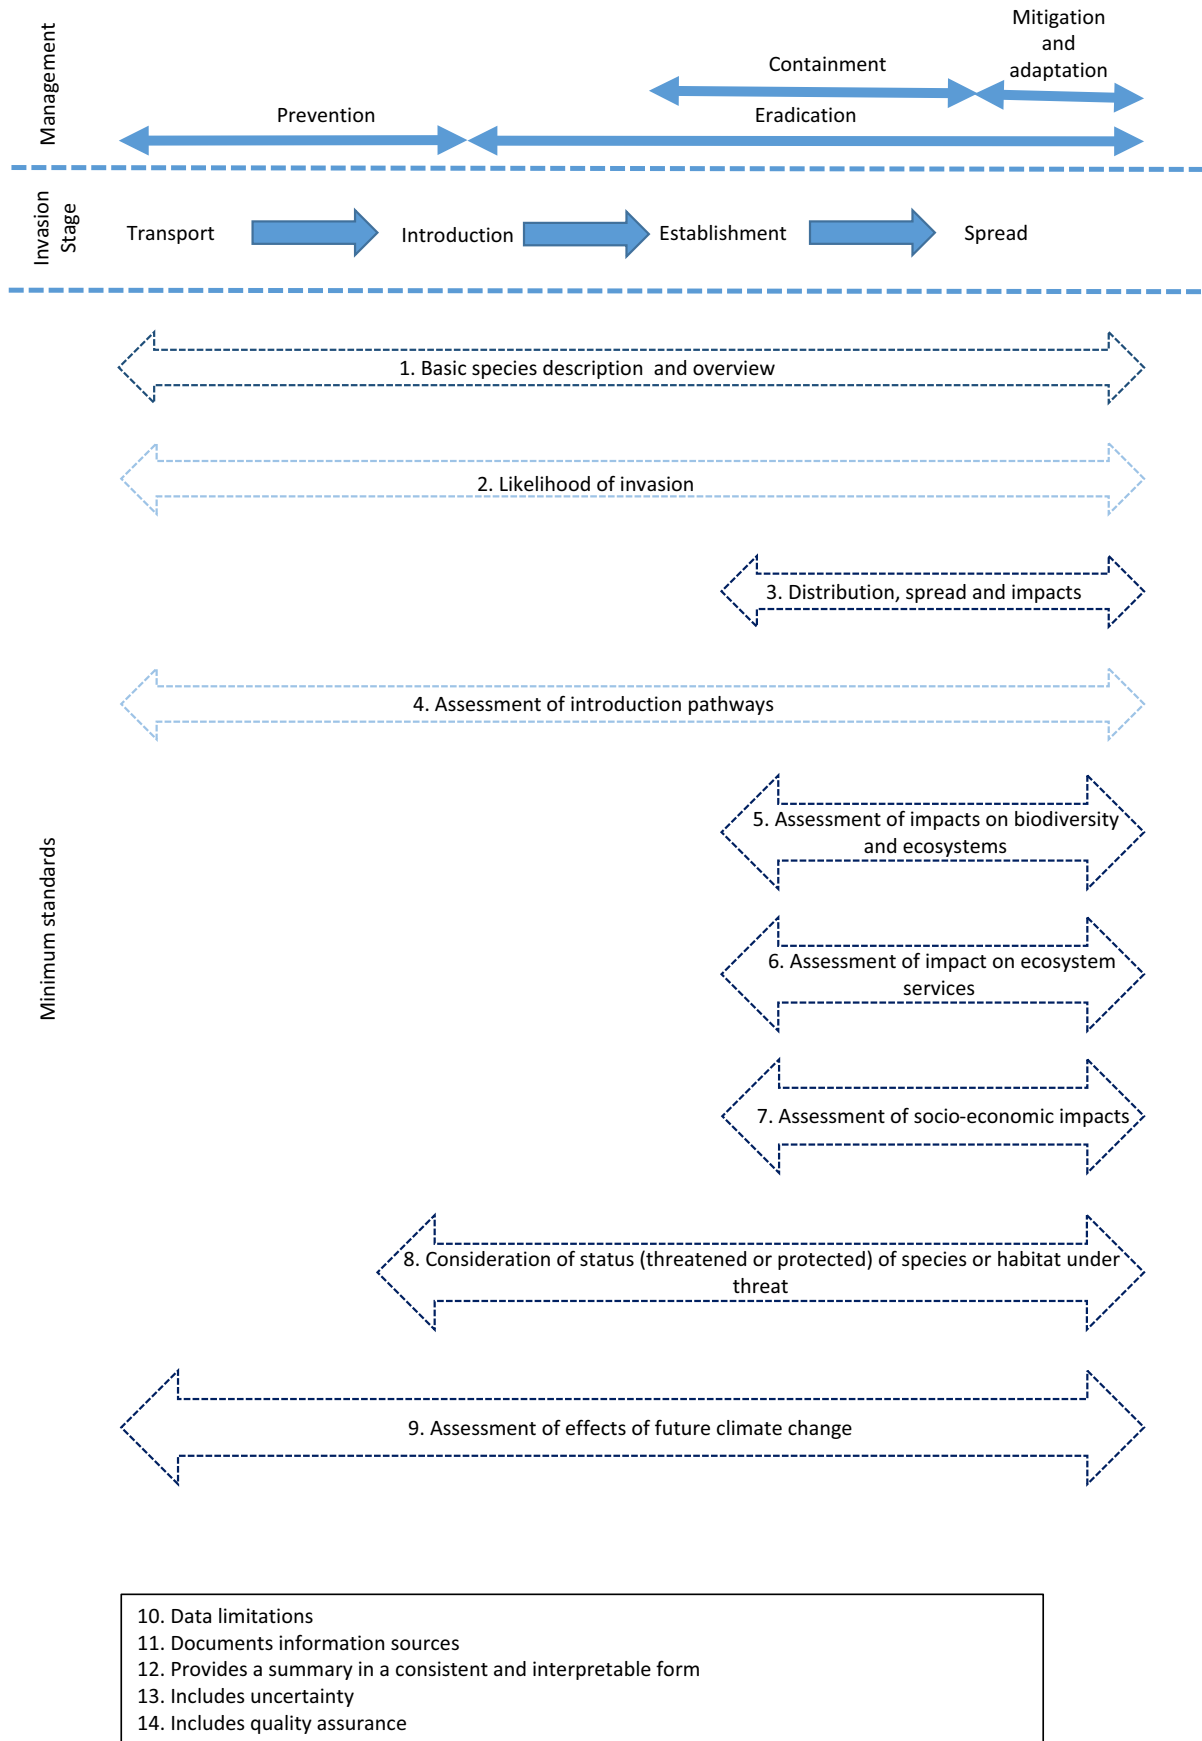 Management
Mitigation
and
adaptation
Containment
Prevention
Eradication
Invasion
Stage
Transport
Introduction
Establishment
Spread
Minimum standards
1. Basic species description and overview
2. Likelihood of invasion
3. Distribution, spread and impacts
4. Assessment of introduction pathways
5. Assessment of impacts on biodiversity
and ecosystems
6. Assessment of impact on ecosystem
services
7. Assessment of socio-economic impacts
8. Consideration of status (threatened or protected) of species or habitat under
threat
9. Assessment of effects of future climate change
10. Data limitations
11. Documents information sources
12. Provides a summary in a consistent and interpretable form
13. Includes uncertainty
14. Includes quality assurance